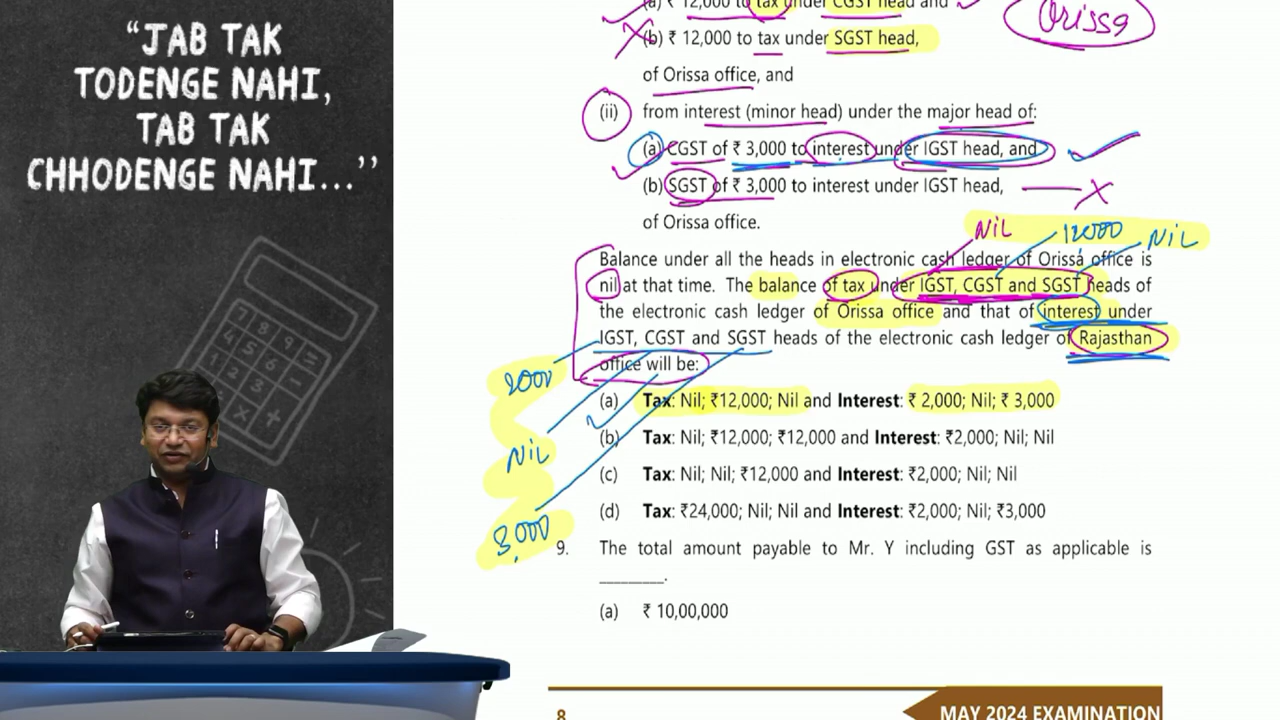 “JAB TAK
TODENGE NAHI,
TAB TAK
CHHODENGE NAHI...’’
(a) ₹ 12,000 to tax under CGST head and
(b) ₹ 12,000 to tax under SGST head,
Orissa
of Orissa office, and
(ii) from interest (minor head) under the major head of:
(a) CGST of ₹ 3,000 to interest under IGST head, and
(b) SGST of ₹ 3,000 to interest under IGST head,
of Orissa office.
Nil 12000 Nil
Balance under all the heads in electronic cash ledger of Orissa office is
nil at that time. The balance of tax under IGST, CGST and SGST heads of
the electronic cash ledger of Orissa office and that of interest under
IGST, CGST and SGST heads of the electronic cash ledger of Rajasthan
office will be:
2000
(a) Tax: Nil; ₹12,000; Nil and Interest: ₹ 2,000; Nil; ₹ 3,000
(b) Tax: Nil; ₹12,000; ₹12,000 and Interest: ₹2,000; Nil; Nil
Nil
(c) Tax: Nil; Nil; ₹12,000 and Interest: ₹2,000; Nil; Nil
(d) Tax: ₹24,000; Nil; Nil and Interest: ₹2,000; Nil; ₹3,000
3,000
9. The total amount payable to Mr. Y including GST as applicable is
_________.
(a) ₹ 10,00,000
8
MAY 2024 EXAMINATION